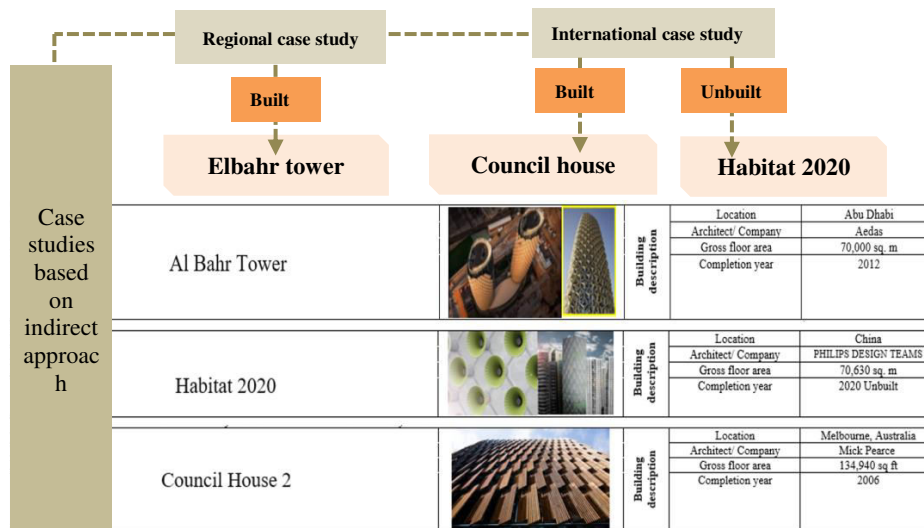 Regional case study
International case study
Built
Built
Unbuilt
Elbahr tower
Council house
Habitat 2020
Case
studies
based
on
indirect
approac
h
Al Bahr Tower
Building
description
Location Abu Dhabi
Architect/ Company Aedas
Gross floor area 70,000 sq. m
Completion year 2012
Habitat 2020
Building
description
Location China
Architect/ Company PHILIPS DESIGN TEAMS
Gross floor area 70,630 sq. m
Completion year 2020 Unbuilt
Council House 2
Building
description
Location Melbourne, Australia
Architect/ Company Mick Pearce
Gross floor area 134,940 sq ft
Completion year 2006